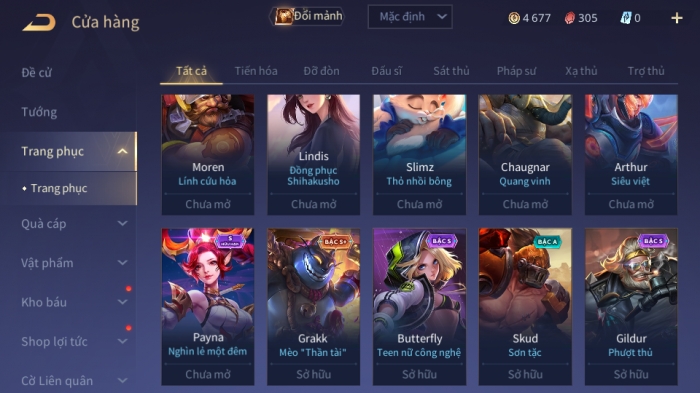 Cửa hàng
Đổi mảnh
Mặc định
4 677
305
0
Đề cử
Tướng
Trang phục
Trang phục
Quà cáp
Vật phẩm
Kho báu
Shop lợi tức
Cờ Liên quân
Tất cả Tiến hóa Đỡ đòn Đấu sĩ Sát thủ Pháp sư Xạ thủ Trợ thủ
Moren
Lính cứu hỏa
Chưa mở
Lindis
Đồng phục
Shihakusho
Chưa mở
Slimz
Thỏ nhồi bông
Chưa mở
Chaugnar
Quang vinh
Chưa mở
Arthur
Siêu việt
Chưa mở
S
HỮU HẠN
Payna
Nghìn lẻ một đêm
Chưa mở
BẬC S+
Grakk
Mèo "Thần tài"
Sở hữu
BẬC S
Butterfly
Teen nữ công nghệ
Sở hữu
BẬC A
Skud
Sơn tặc
Sở hữu
BẬC S
Gildur
Phượt thủ
Sở hữu